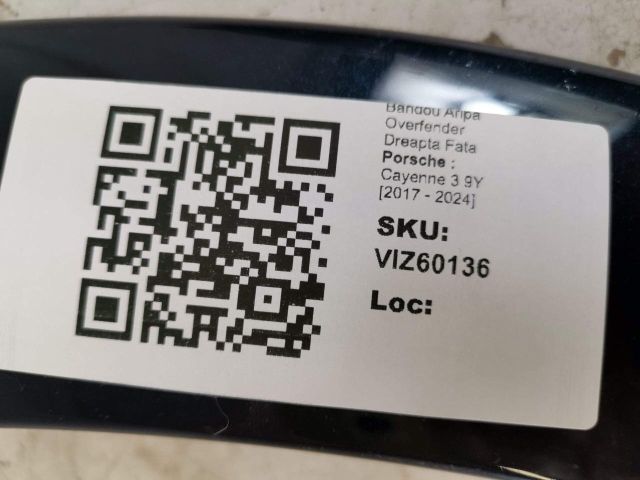 Bandou Aripa
Overfender
Dreapta Fata
Porsche :
Cayenne 3 9Y
[2017 - 2024]
SKU:
VIZ60136
Loc: